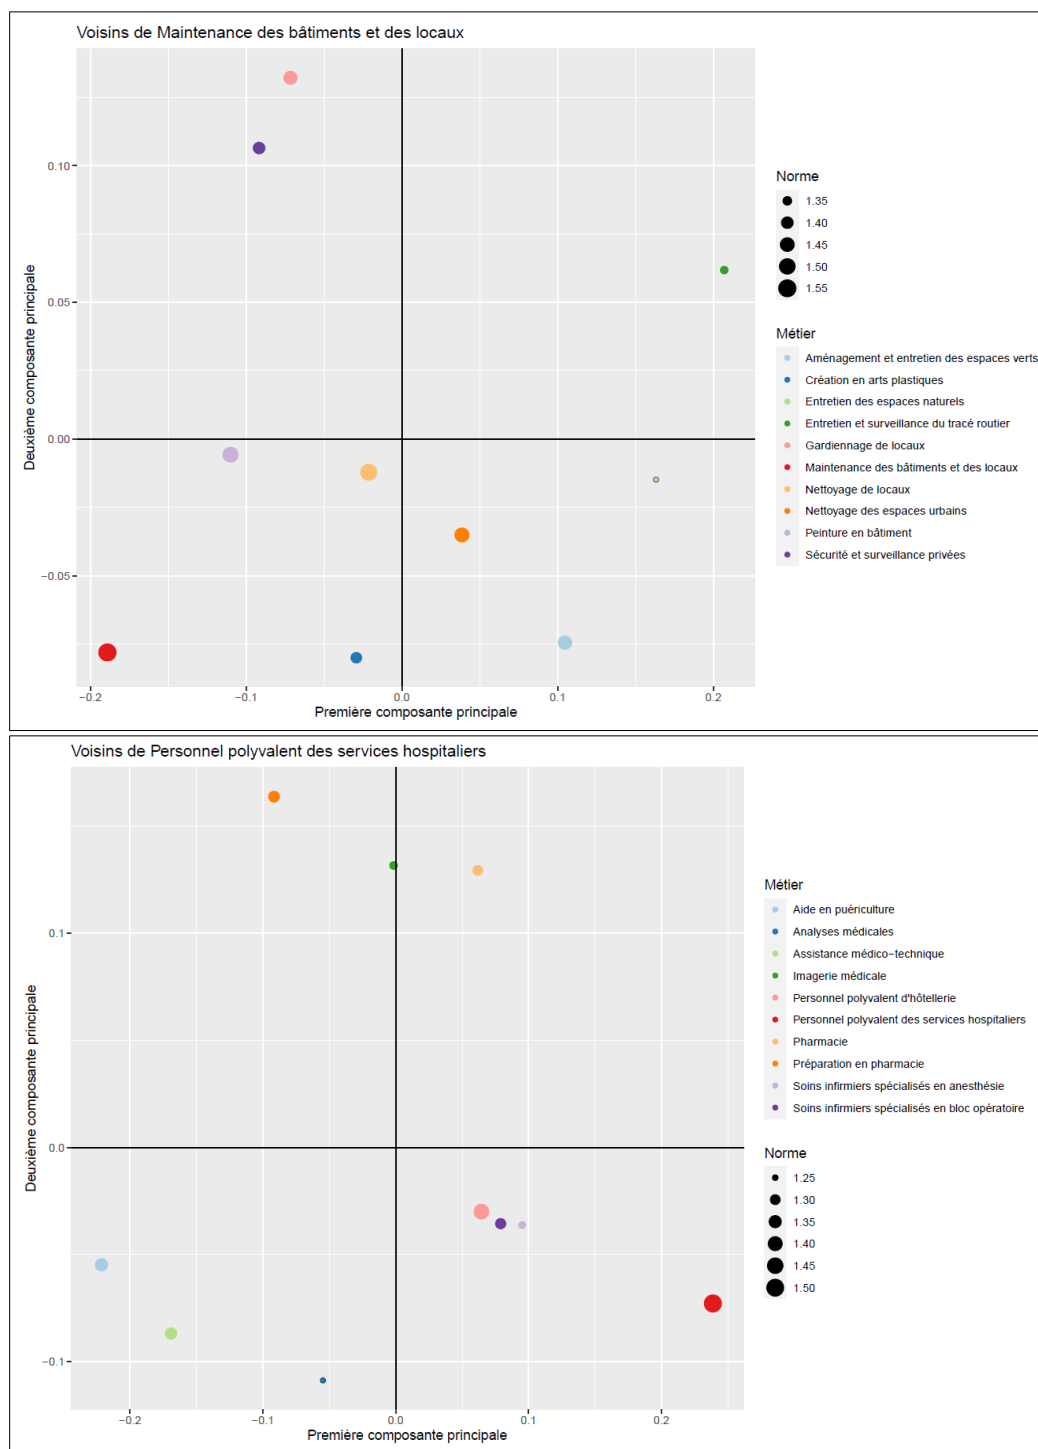 Voisins de Maintenance des bâtiments et des locaux
0.10
0.05
0.00
−0.05
−0.2
−0.1
0.0
0.1
0.2
Première composante principale
Deuxième composante principale
Norme
1.35
1.40
1.45
1.50
1.55
Métier
Aménagement et entretien des espaces verts
Création en arts plastiques
Entretien des espaces naturels
Entretien et surveillance du tracé routier
Gardiennage de locaux
Maintenance des bâtiments et des locaux
Nettoyage de locaux
Nettoyage des espaces urbains
Peinture en bâtiment
Sécurité et surveillance privées
Voisins de Personnel polyvalent des services hospitaliers
0.1
0.0
−0.1
−0.2
−0.1
0.0
0.1
0.2
Première composante principale
Deuxième composante principale
Métier
Aide en puériculture
Analyses médicales
Assistance médico−technique
Imagerie médicale
Personnel polyvalent d'hôtellerie
Personnel polyvalent des services hospitaliers
Pharmacie
Préparation en pharmacie
Soins infirmiers spécialisés en anesthésie
Soins infirmiers spécialisés en bloc opératoire
Norme
1.25
1.30
1.35
1.40
1.45
1.50